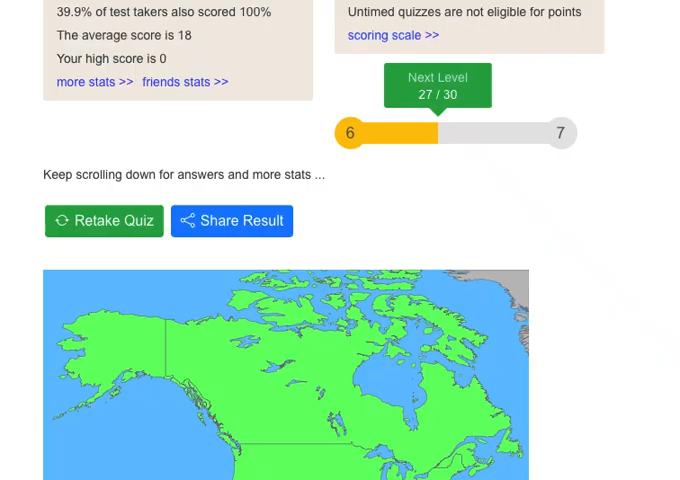 39.9% of test takers also scored 100%
The average score is 18
Your high score is 0
more stats >> friends stats >>
Untimed quizzes are not eligible for points
scoring scale >>
Next Level
27 / 30
6
7
Keep scrolling down for answers and more stats ...
Retake Quiz
Share Result